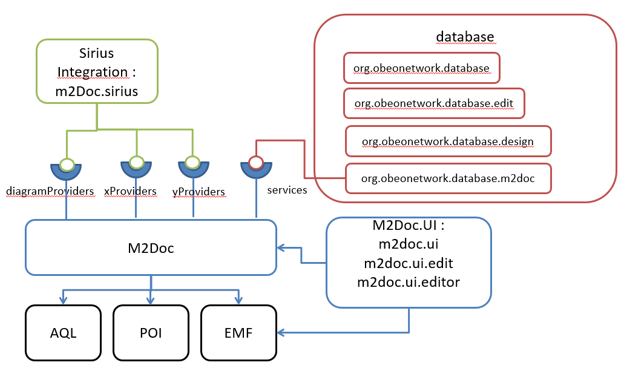 Sirius
Integration :
m2Doc.sirius
database
org.obeonetwork.database
org.obeonetwork.database.edit
org.obeonetwork.database.design
org.obeonetwork.database.m2doc
diagramProviders
xProviders
yProviders
services
M2Doc
M2Doc.UI :
m2doc.ui
m2doc.ui.edit
m2doc.ui.editor
AQL
POI
EMF